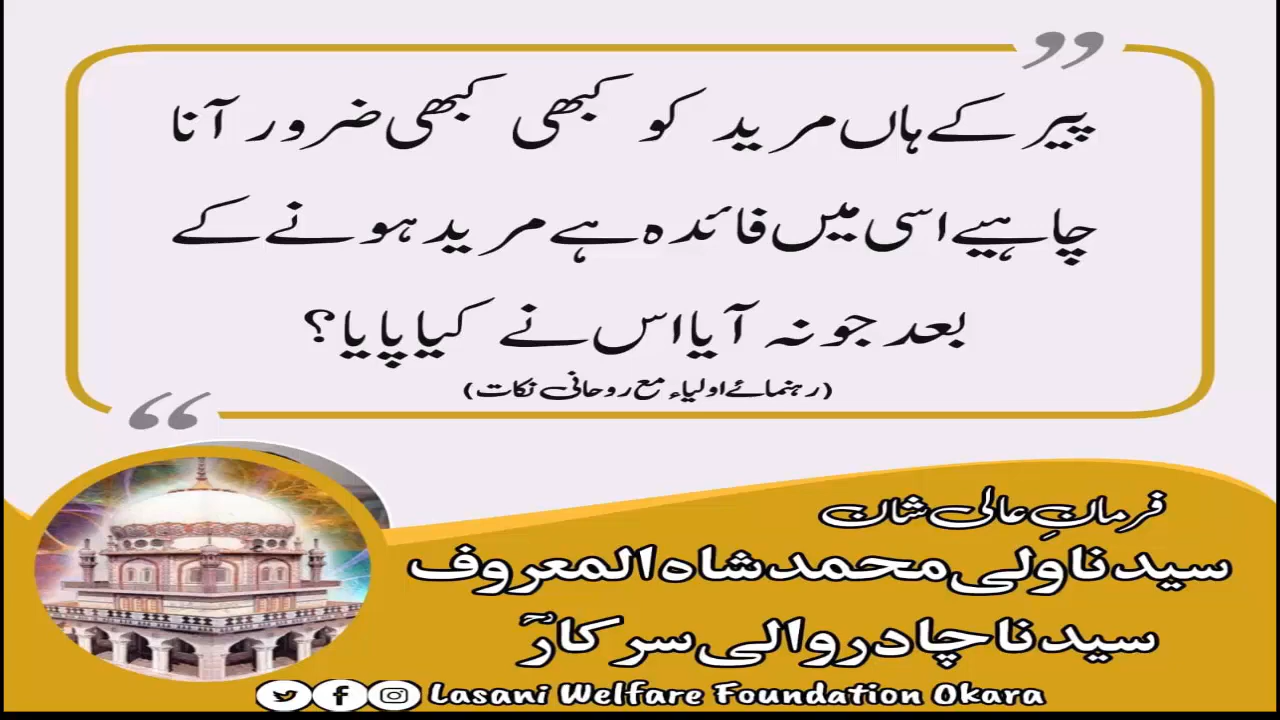 پیر کے ہاں مرید کو کبھی کبھی ضرور آنا
چاہیے اسی میں فائدہ ہے مرید ہونے کے
بعد جو نہ آیا اس نے کیا پایا؟
(رہنمائے اولیاء مع روحانی نکات)
فرمانِ عالی شان
سیدنا ولی محمد شاہ المعروف
سیدنا چادر والی سرکارؒ
Lasani Welfare Foundation Okara